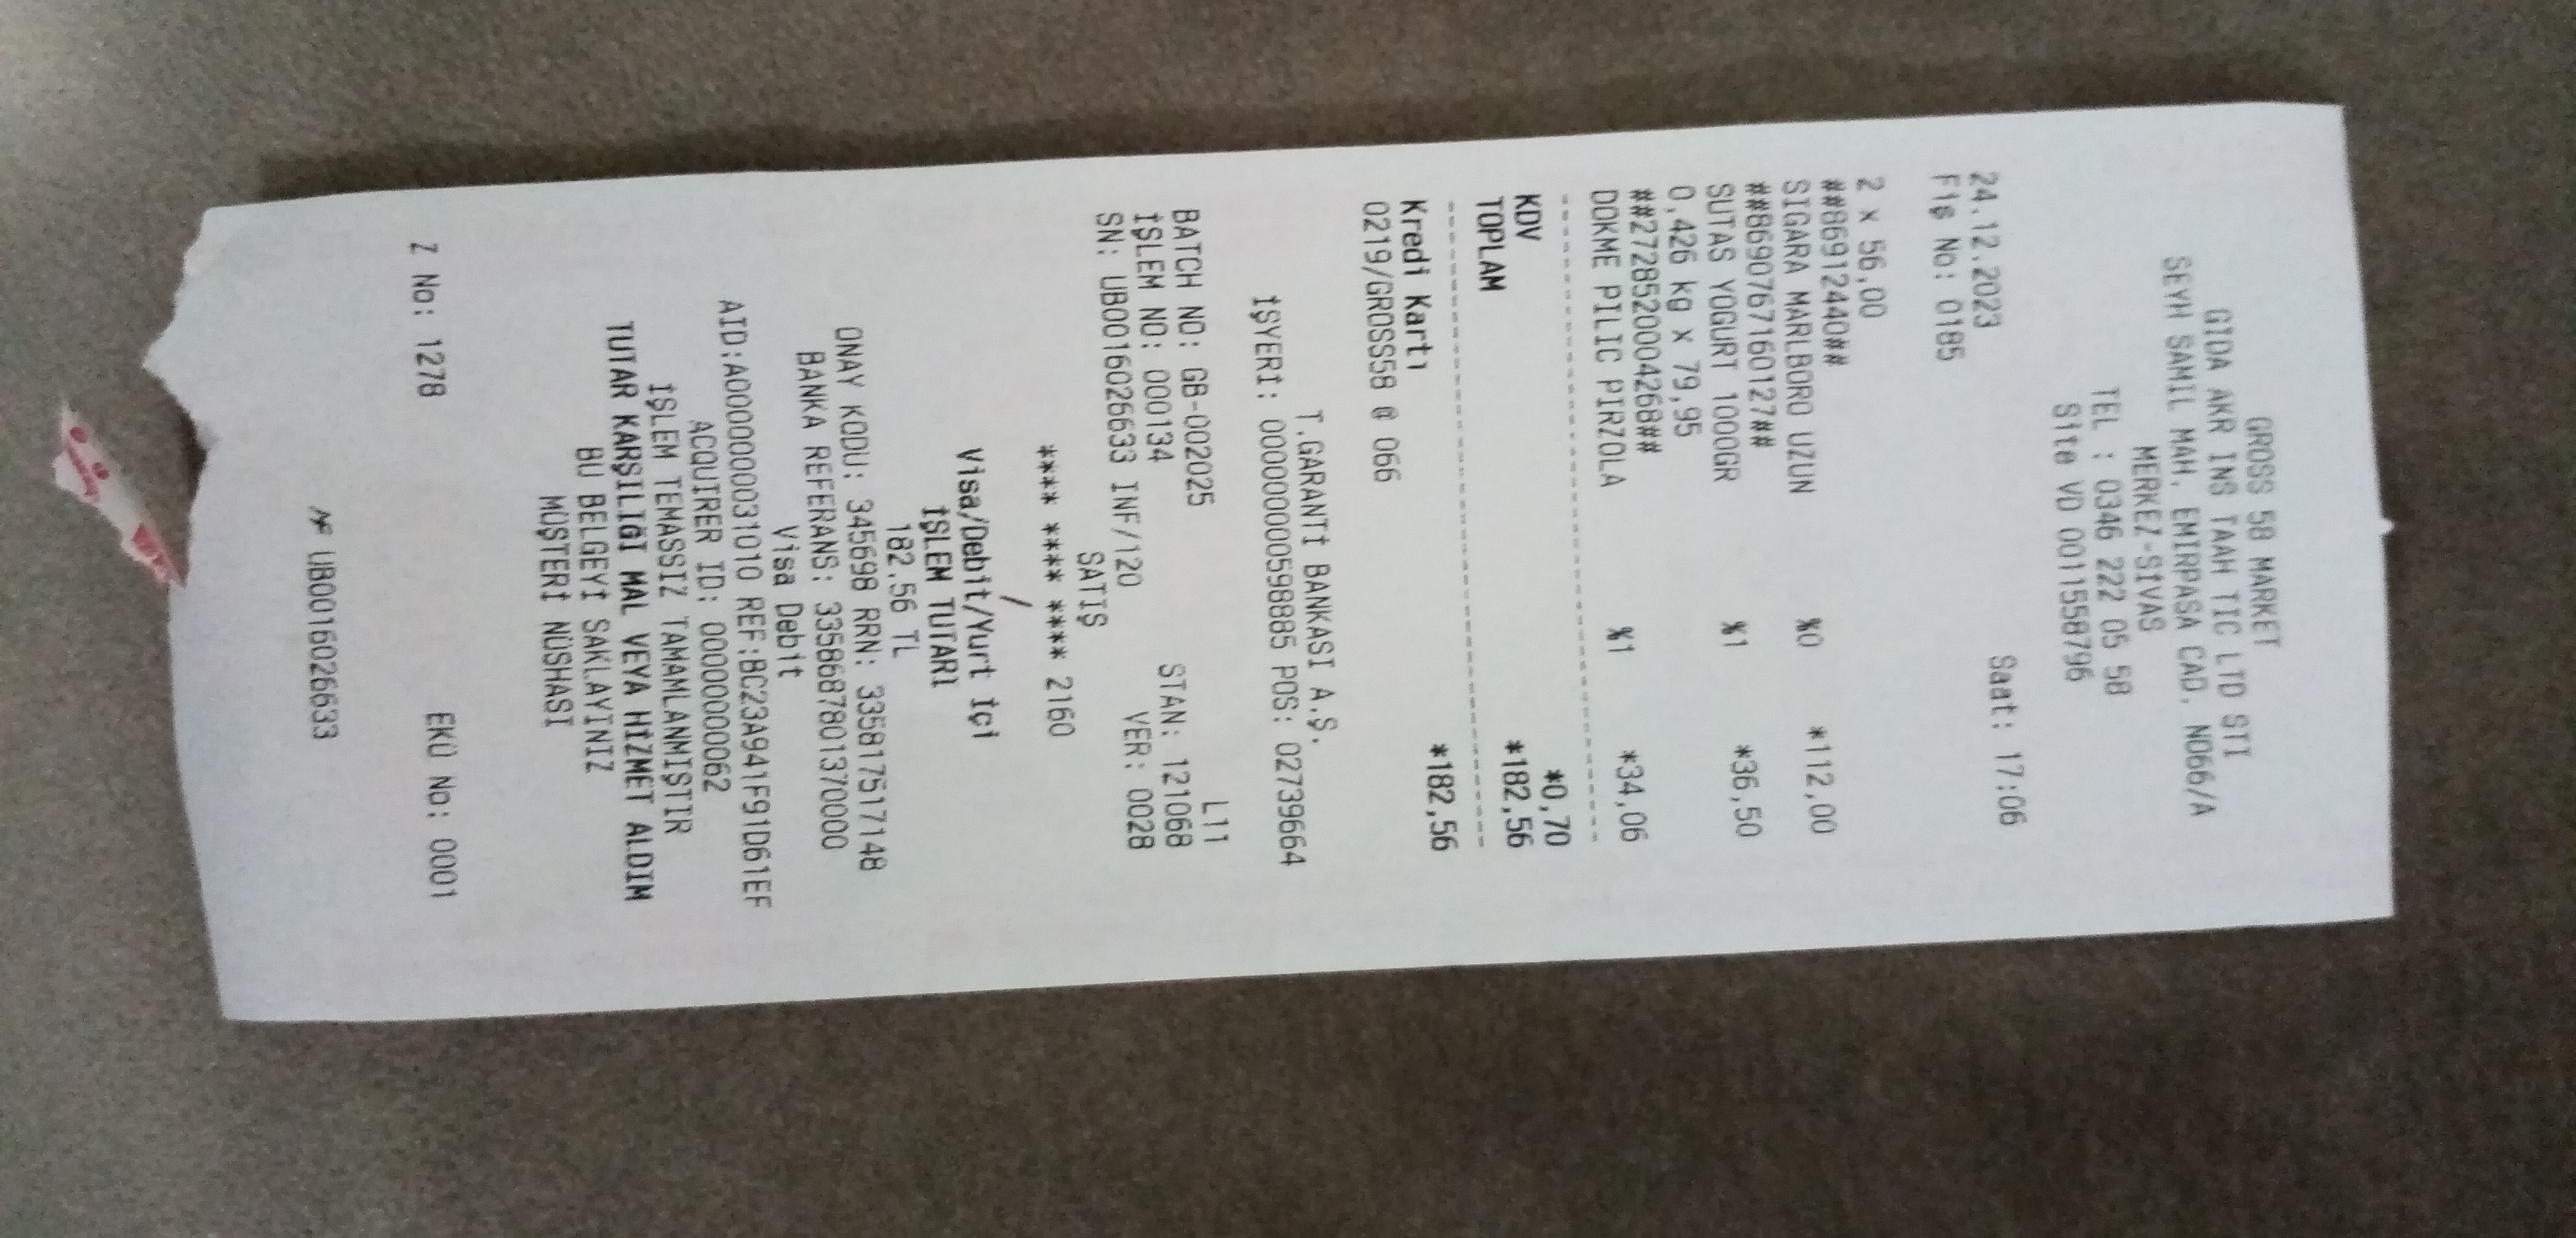 GROSS 58 MARKET
GIDA AKR INS TAAH TIC LTD STI
SEYH SAMIL MAH. EMIRPASA CAD. NO66/A
MERKEZ-SİVAS
TEL : 0346 222 05 58
Site VD 0011558796
24.12.2023 Saat: 17:06
Fiş No: 0185
2 x 56,00
##8691244O##
SIGARA MARLBORO UZUN %0 *112,00
##8690767160127##
SUTAS YOGURT 1000GR %1 *36,50
0,426 kg x 79,95
##2728520004268##
DOKME PILIC PIRZOLA %1 *34,06
KDV *0,70
TOPLAM *182,56
Kredi Kartı *182,56
0219/GROSS58 @ 066
T.GARANTİ BANKASI A.Ş.
İŞYERİ: 000000000598885 POS: 02739664
L11
BATCH NO: GB-002025 STAN: 121068
İŞLEM NO: 000134 VER: 0028
SN: UB0016026633 INF/120
SATIŞ
**** **** **** 2160
/
Visa/Debit/Yurt İçi
İŞLEM TUTARI
182,56 TL
ONAY KODU: 345698 RRN: 335817517148
BANKA REFERANS: 335868780137O000
Visa Debit
AID:A0000000031010 REF:BC23A941F91D61EF
ACQUIRER ID: 00000000062
İŞLEM TEMASSIZ TAMAMLANMIŞTIR
TUTAR KARŞILIĞI MAL VEYA HİZMET ALDIM
BU BELGEYİ SAKLAYINIZ
MÜŞTERİ NÜSHASI
Z No: 1278 EKÜ No: 0001
MF UB0016026633